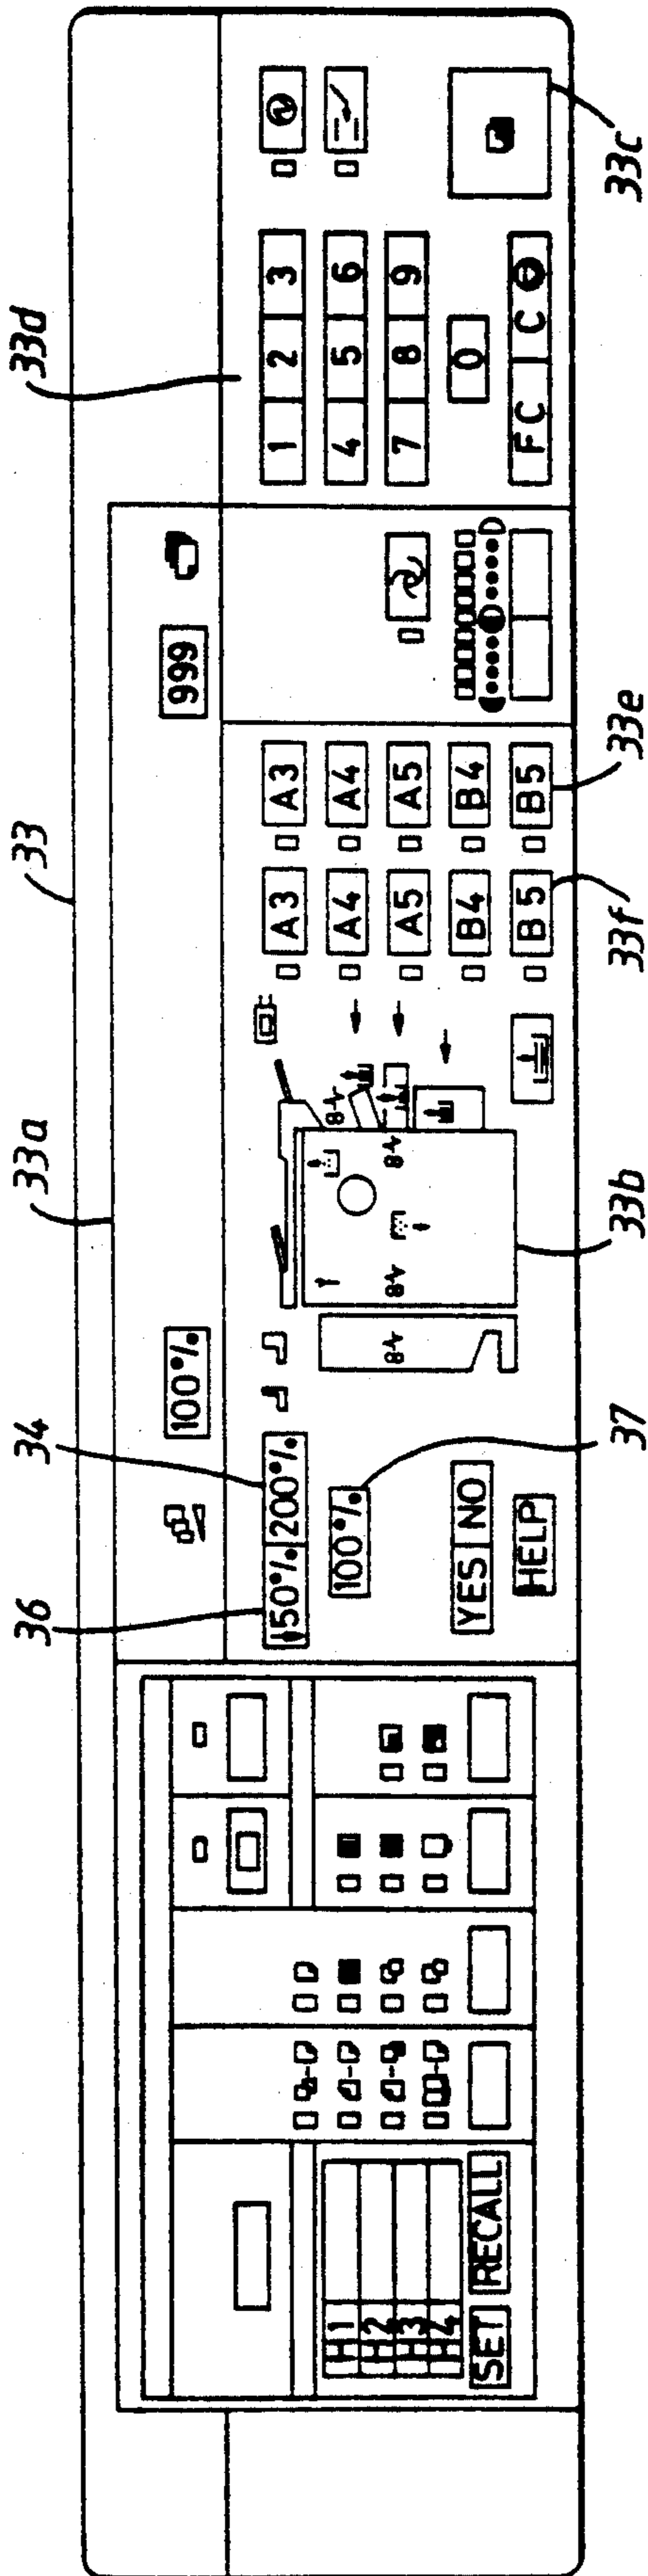 33a
33
33d
36
34
100%
999
50% 200%
100%
YES NO
HELP
A3 A3
A4 A4
A5 A5
B4 B4
B5 B5
1 2 3
4 5 6
7 8 9
0
FC C
H1
H2
H3
H4
SET RECALL
37
33b
33f
33e
33c